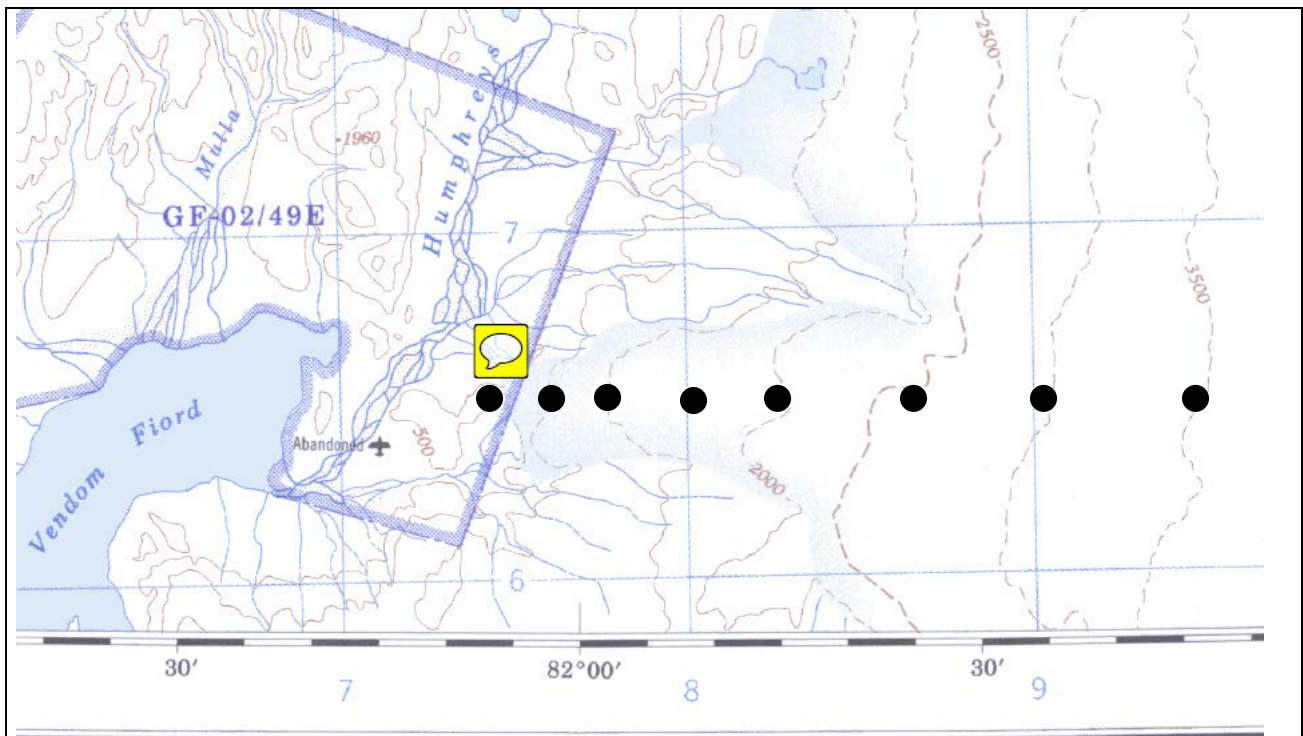 2500
Mulla
Humphreys
1960
GF-02/49E
7
3500
Vendom Fiord
Abandoned
500
2000
6
30′ 82°00′ 30′
7 8 9